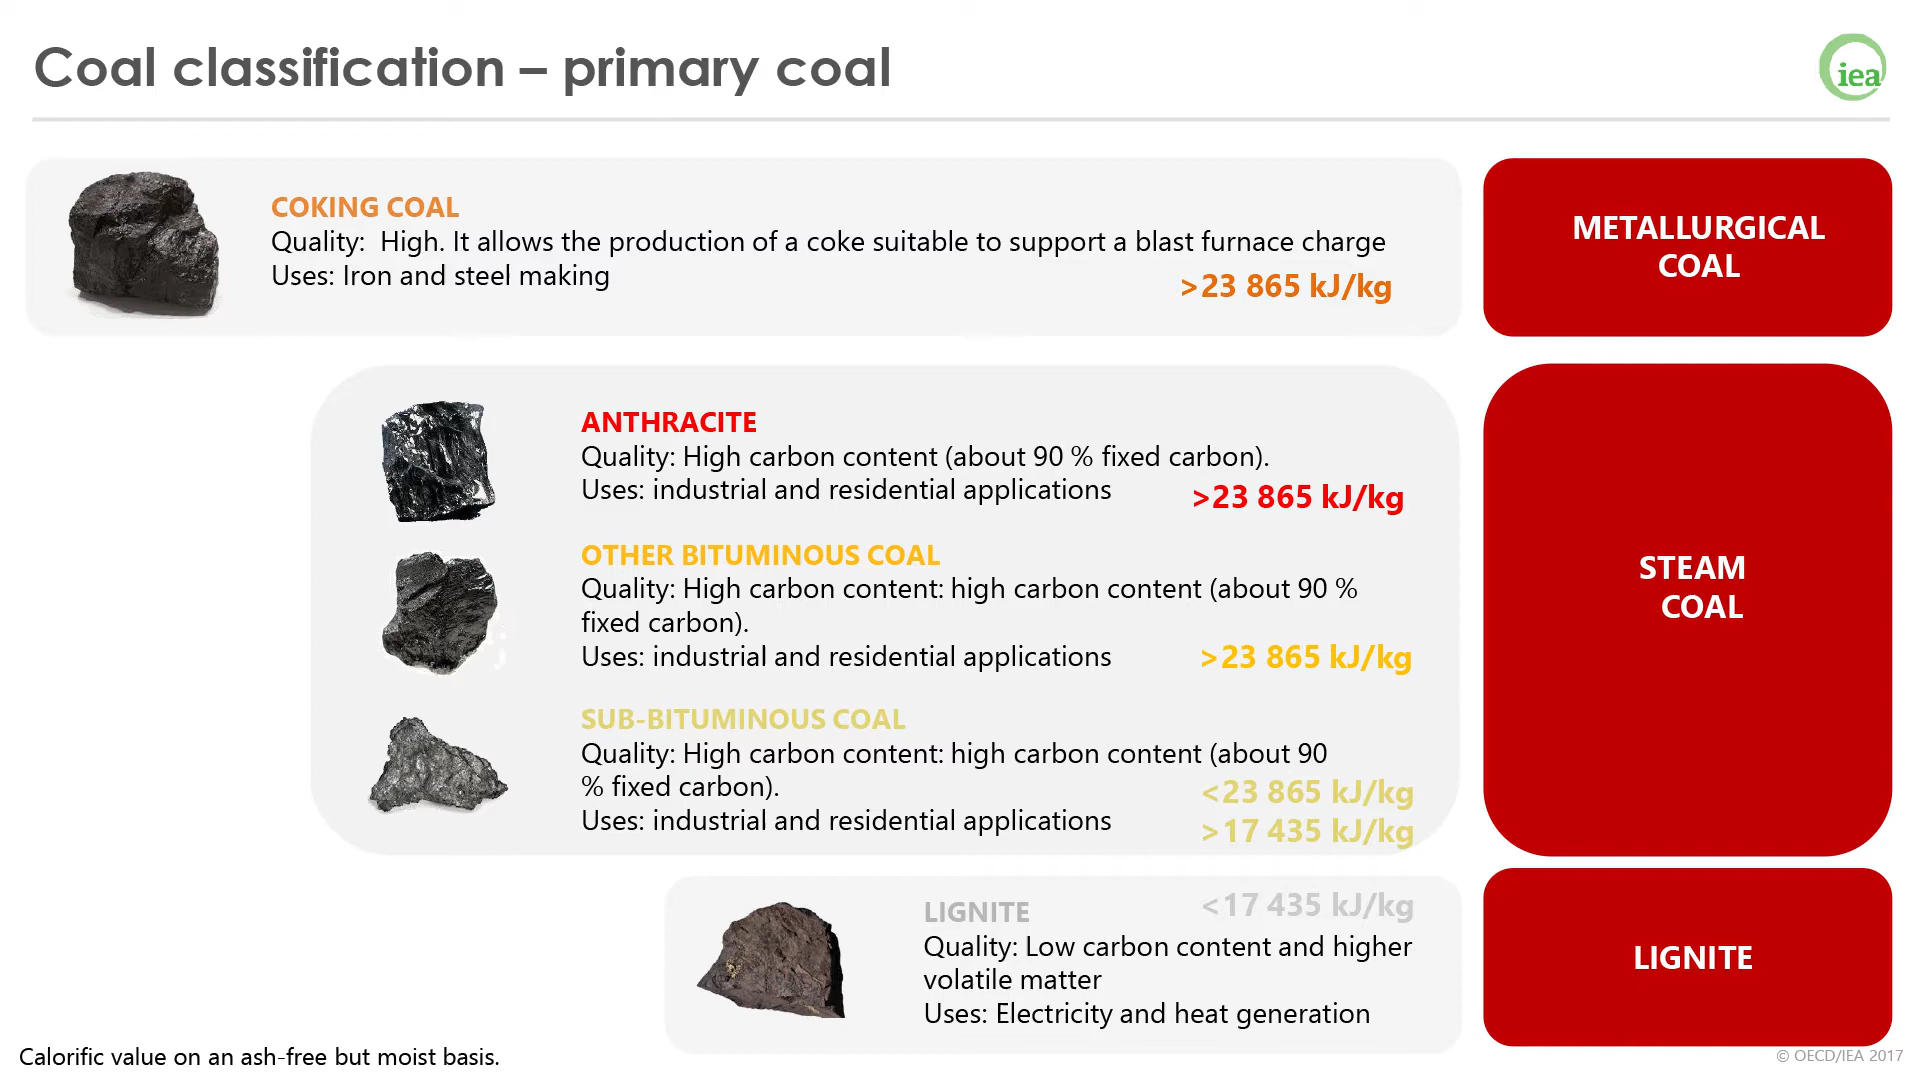 Coal classification – primary coal
iea
COKING COAL
Quality:  High. It allows the production of a coke suitable to support a blast furnace charge
Uses: Iron and steel making
>23 865 kJ/kg
METALLURGICAL
COAL
ANTHRACITE
Quality: High carbon content (about 90 % fixed carbon).
Uses: industrial and residential applications
>23 865 kJ/kg
OTHER BITUMINOUS COAL
Quality: High carbon content: high carbon content (about 90 %
fixed carbon).
Uses: industrial and residential applications
>23 865 kJ/kg
SUB-BITUMINOUS COAL
Quality: High carbon content: high carbon content (about 90
% fixed carbon).
Uses: industrial and residential applications
<23 865 kJ/kg
>17 435 kJ/kg
STEAM
COAL
LIGNITE
<17 435 kJ/kg
Quality: Low carbon content and higher
volatile matter
Uses: Electricity and heat generation
LIGNITE
Calorific value on an ash-free but moist basis.
© OECD/IEA 2017